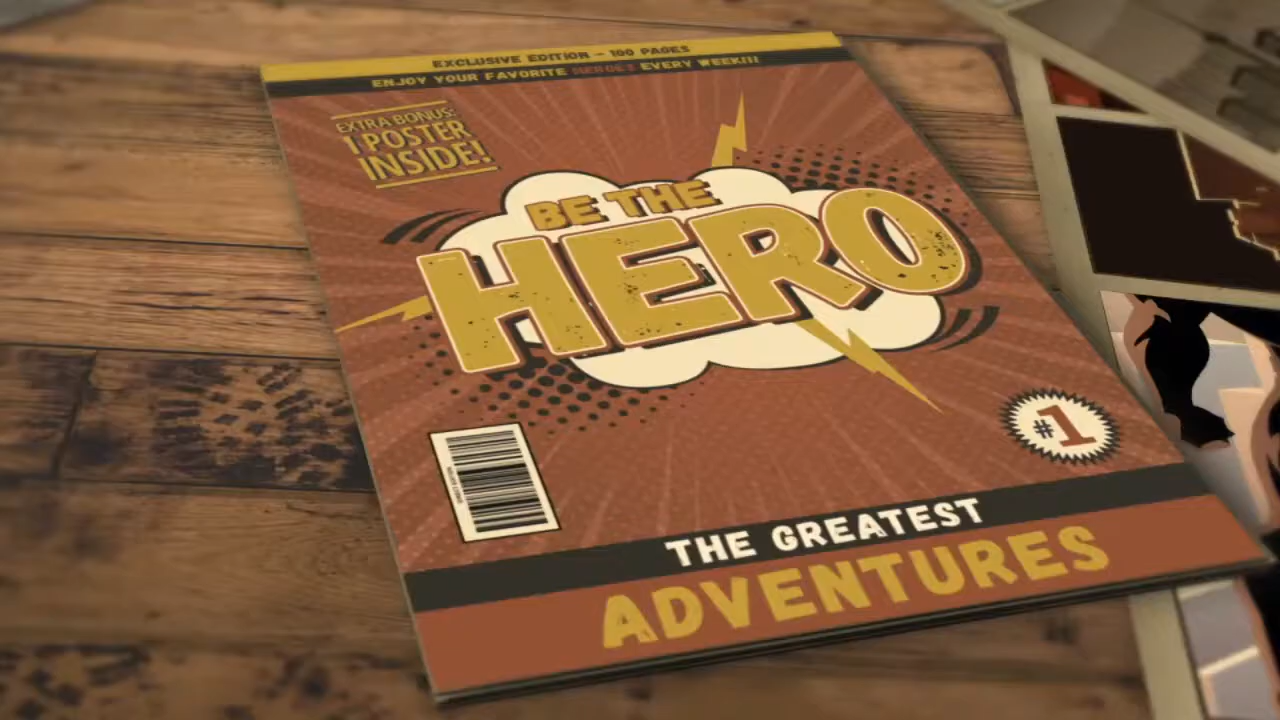 EXCLUSIVE EDITION - 100 PAGES
ENJOY YOUR FAVORITE HEROES EVERY WEEK!!!
EXTRA BONUS:
1 POSTER
INSIDE!
BE THE
HERO
#1
THE GREATEST
ADVENTURES